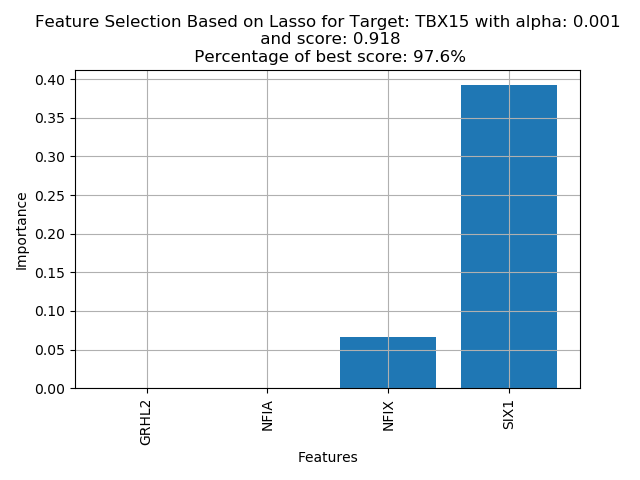 Feature Selection Based on Lasso for Target: TBX15 with alpha: 0.001
and score: 0.918
Percentage of best score: 97.6%
0.40
0.35
0.30
0.25
0.20
0.15
0.10
0.05
0.00
Importance
GRHL2
NFIA
NFIX
SIX1
Features